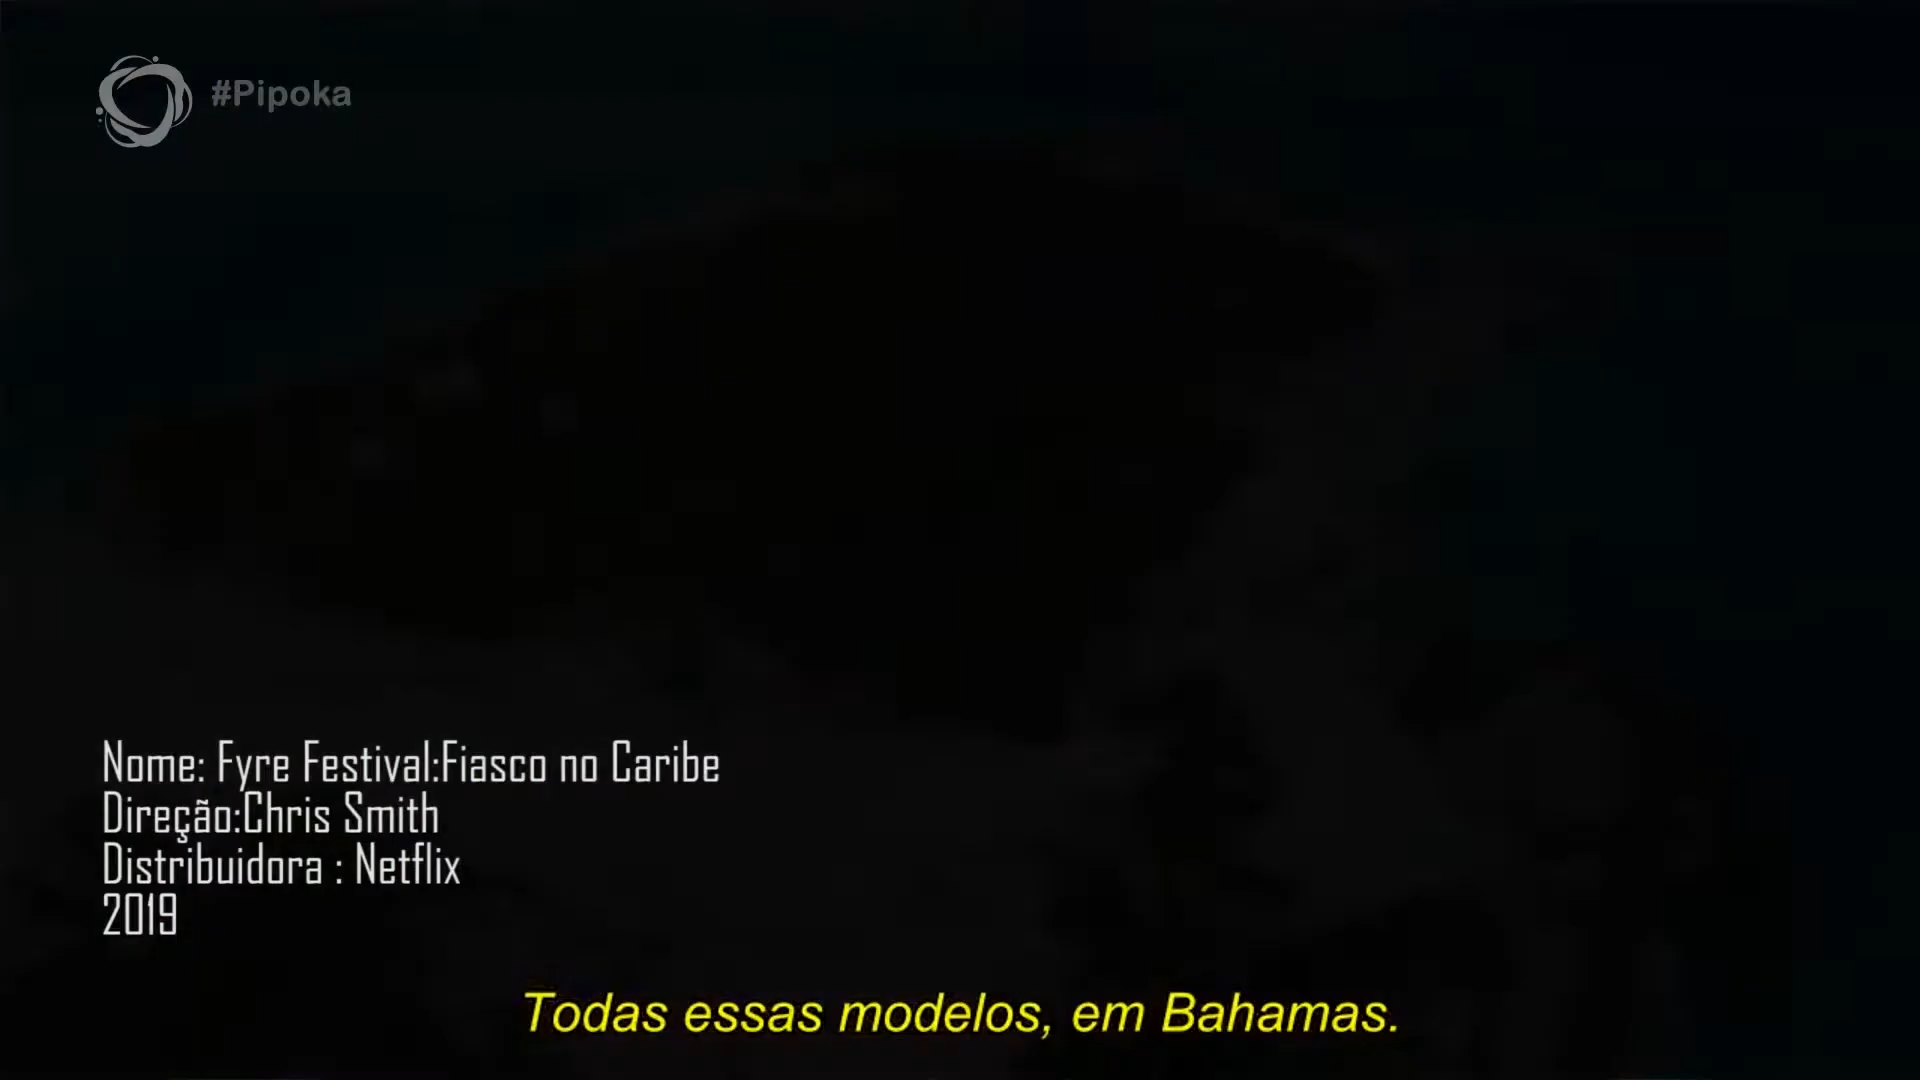 #Pipoka
Nome: Fyre Festival:Fiasco no Caribe
Direção:Chris Smith
Distribuidora : Netflix
2019
Todas essas modelos, em Bahamas.